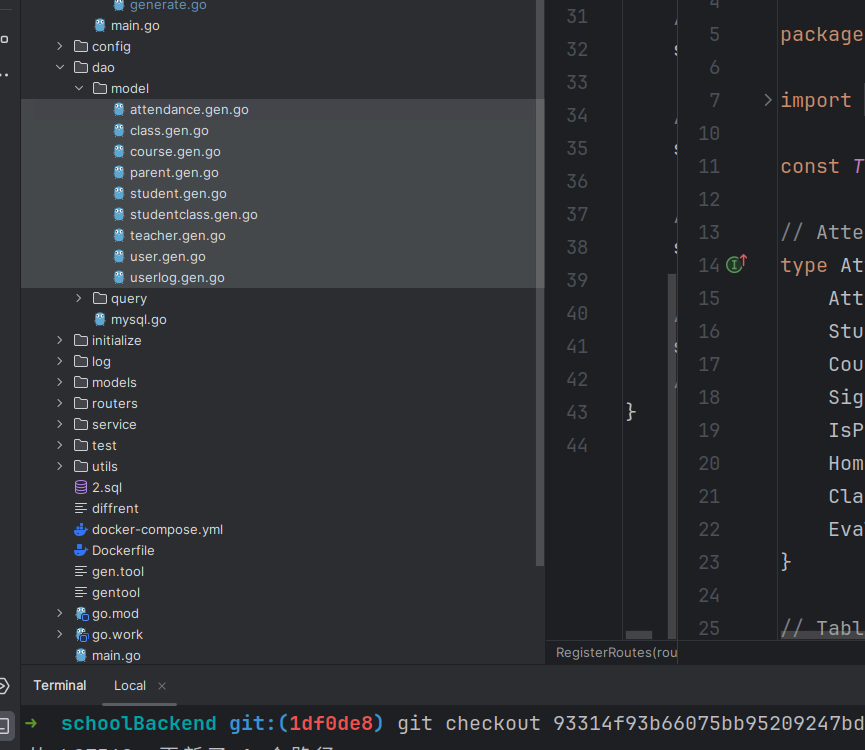 generate.go
main.go
config
dao
model
attendance.gen.go
class.gen.go
course.gen.go
parent.gen.go
student.gen.go
studentclass.gen.go
teacher.gen.go
user.gen.go
userlog.gen.go
query
mysql.go
initialize
log
models
routers
service
test
utils
2.sql
diffrent
docker-compose.yml
Dockerfile
gen.tool
gentool
go.mod
go.work
main.go
31
32
33
34
35
36
37
38
39
40
41
42
43 }
44
RegisterRoutes(rou
4
5 package
6
7 import
10
11 const T
12
13 // Atte
14 type At
15 Att
16 Stu
17 Cou
18 Sig
19 IsP
20 Hom
21 Cla
22 Eva
23 }
24
25 // Tabl
Terminal Local ×
→ schoolBackend git:(1df0de8) git checkout 93314f93b66075bb95209247bd